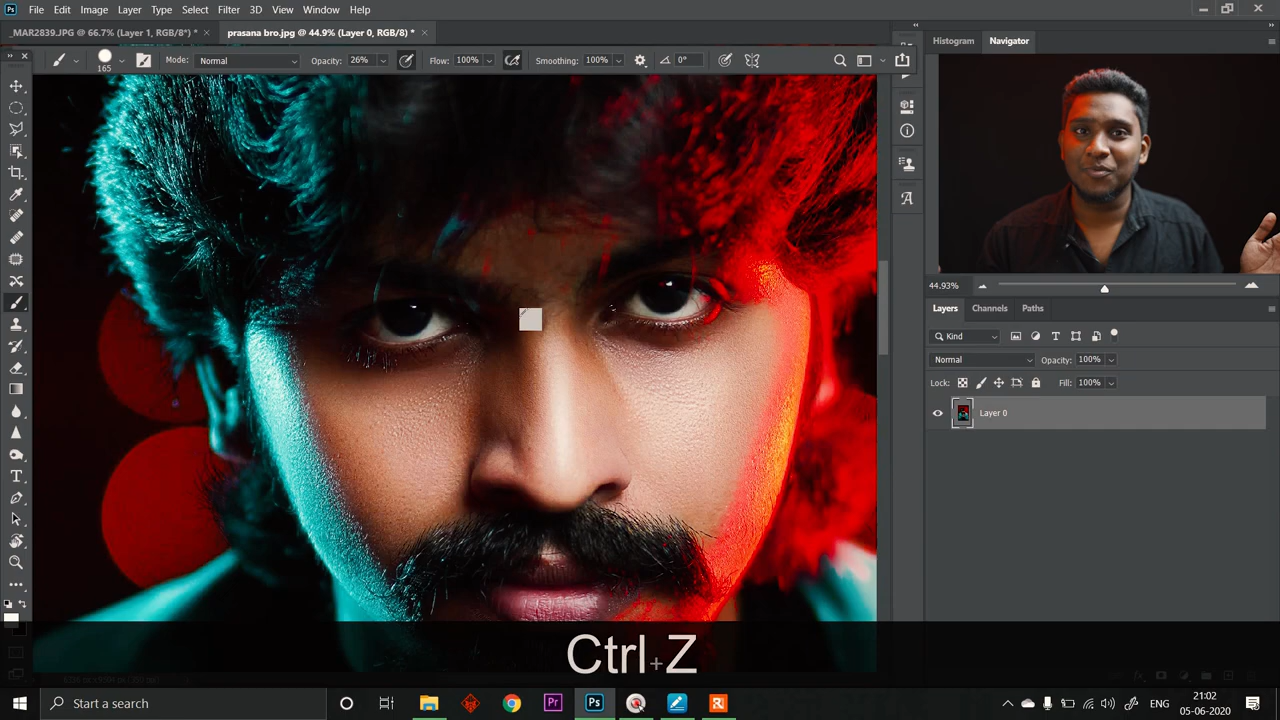 Ps File Edit Image Layer Type Select Filter 3D View Window Help
_MAR2839.JPG @ 66.7% (Layer 1, RGB/8*) * ×
prasana bro.jpg @ 44.9% (Layer 0, RGB/8*) * ×
165 Mode: Normal Opacity: 26% Flow: 100% Smoothing: 100% 0°
Histogram Navigator
44.93%
Layers Channels Paths
Kind
Normal Opacity: 100%
Lock: Fill: 100%
Layer 0
Ctrl+Z
Start a search
Pr Ps
ENG
21:02
05-06-2020